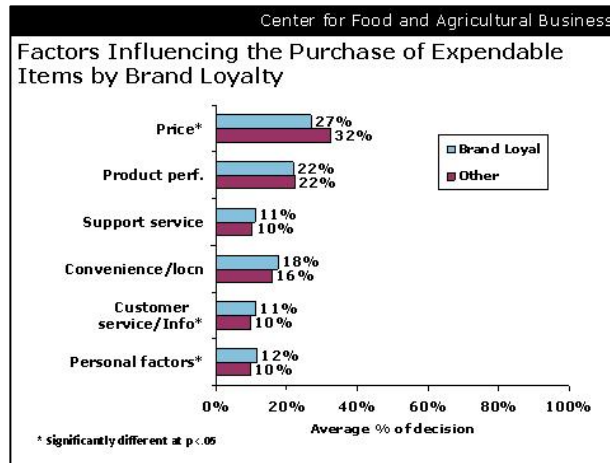 Center for Food and Agricultural Business
Factors Influencing the Purchase of Expendable
Items by Brand Loyalty
Price*
27%
32%
Brand Loyal
Other
Product perf.
22%
22%
Support service
11%
10%
Convenience/locn
18%
16%
Customer
service/Info*
11%
10%
Personal factors*
12%
10%
0%
20%
40%
60%
80%
100%
Average % of decision
* Significantly different at p<.05